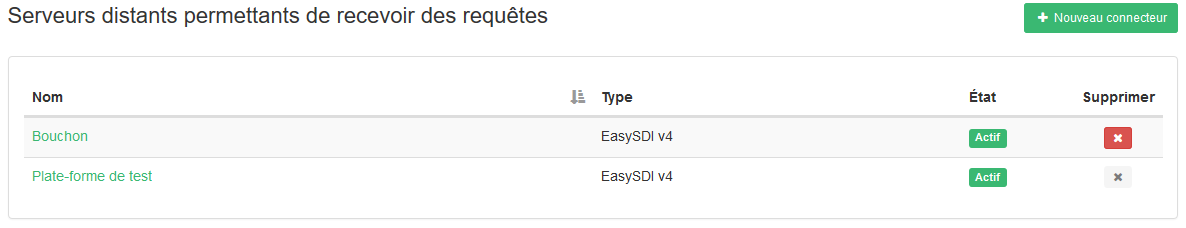 Serveurs distants permettants de recevoir des requêtes
Nouveau connecteur
Nom Type État Supprimer
Bouchon EasySDI v4 Actif
Plate-forme de test EasySDI v4 Actif